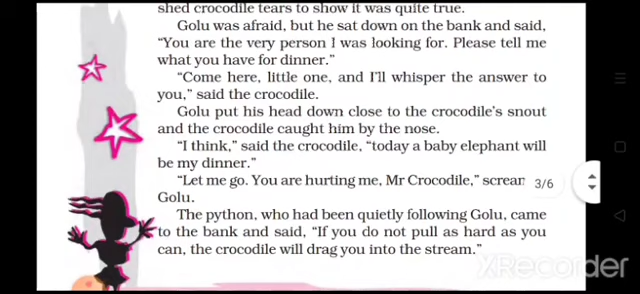 shed crocodile tears to show it was quite true.
Golu was afraid, but he sat down on the bank and said,
“You are the very person I was looking for. Please tell me
what you have for dinner.”
“Come here, little one, and I’ll whisper the answer to
you,” said the crocodile.
Golu put his head down close to the crocodile’s snout
and the crocodile caught him by the nose.
“I think,” said the crocodile, “today a baby elephant will
be my dinner.”
“Let me go. You are hurting me, Mr Crocodile,”
3/6
Golu.
The python, who had been quietly following Golu, came
to the bank and said, “If you do not pull as hard as you
can, the crocodile will drag you into the stream.”
XRecorder